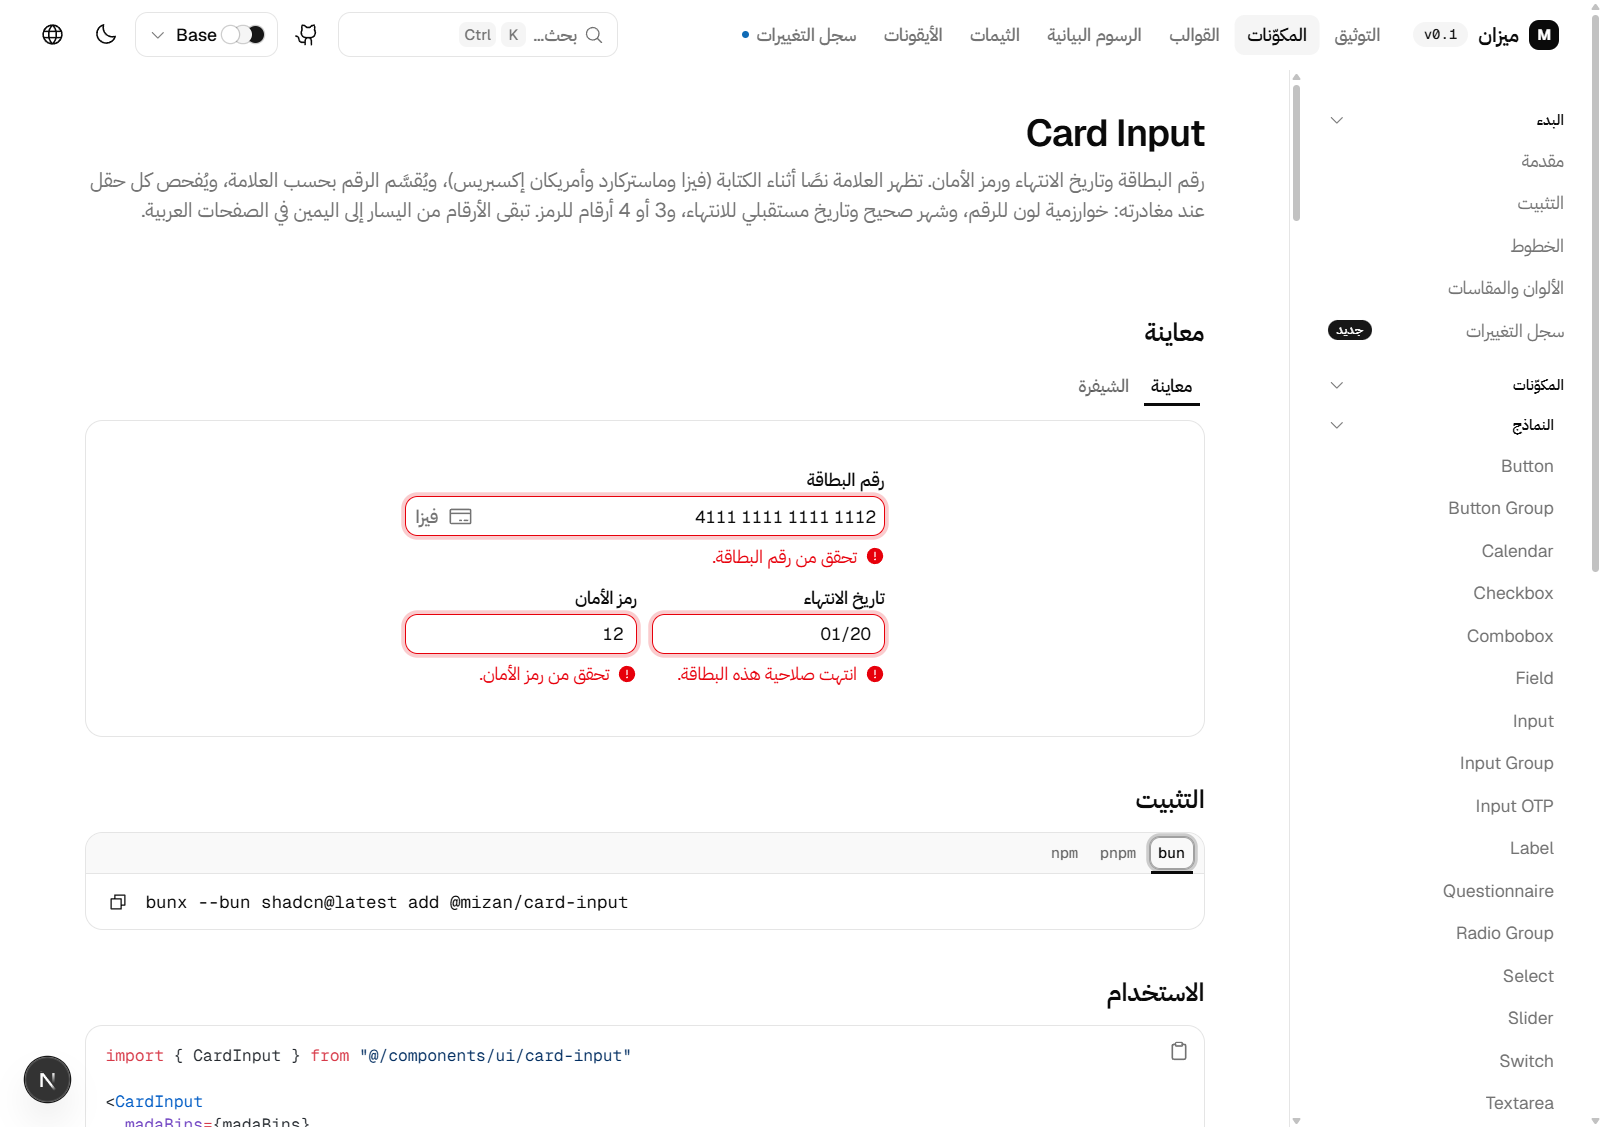 M ميزان v0.1
التوثيق
المكوّنات
القوالب
الرسوم البيانية
الثيمات
الأيقونات
سجل التغييرات
بحث... K Ctrl
Base
البدء
مقدمة
التثبيت
الخطوط
الألوان والمقاسات
سجل التغييرات جديد
المكوّنات
النماذج
Button
Button Group
Calendar
Checkbox
Combobox
Field
Input
Input Group
Input OTP
Label
Questionnaire
Radio Group
Select
Slider
Switch
Textarea
Card Input
رقم البطاقة وتاريخ الانتهاء ورمز الأمان. تظهر العلامة نصًا أثناء الكتابة (فيزا وماستركارد وأمريكان إكسبريس)، ويُقسَّم الرقم بحسب العلامة، ويُفحص كل حقل
عند مغادرته: خوارزمية لون للرقم، وشهر صحيح وتاريخ مستقبلي للانتهاء، و3 أو 4 أرقام للرمز. تبقى الأرقام من اليسار إلى اليمين في الصفحات العربية.
معاينة
معاينة الشيفرة
رقم البطاقة
4111 1111 1111 1112 فيزا
تحقق من رقم البطاقة.
تاريخ الانتهاء رمز الأمان
01/20 12
انتهت صلاحية هذه البطاقة. تحقق من رمز الأمان.
التثبيت
bun pnpm npm
bunx --bun shadcn@latest add @mizan/card-input
الاستخدام
import { CardInput } from "@/components/ui/card-input"
<CardInput
madaBins={madaBins}
N